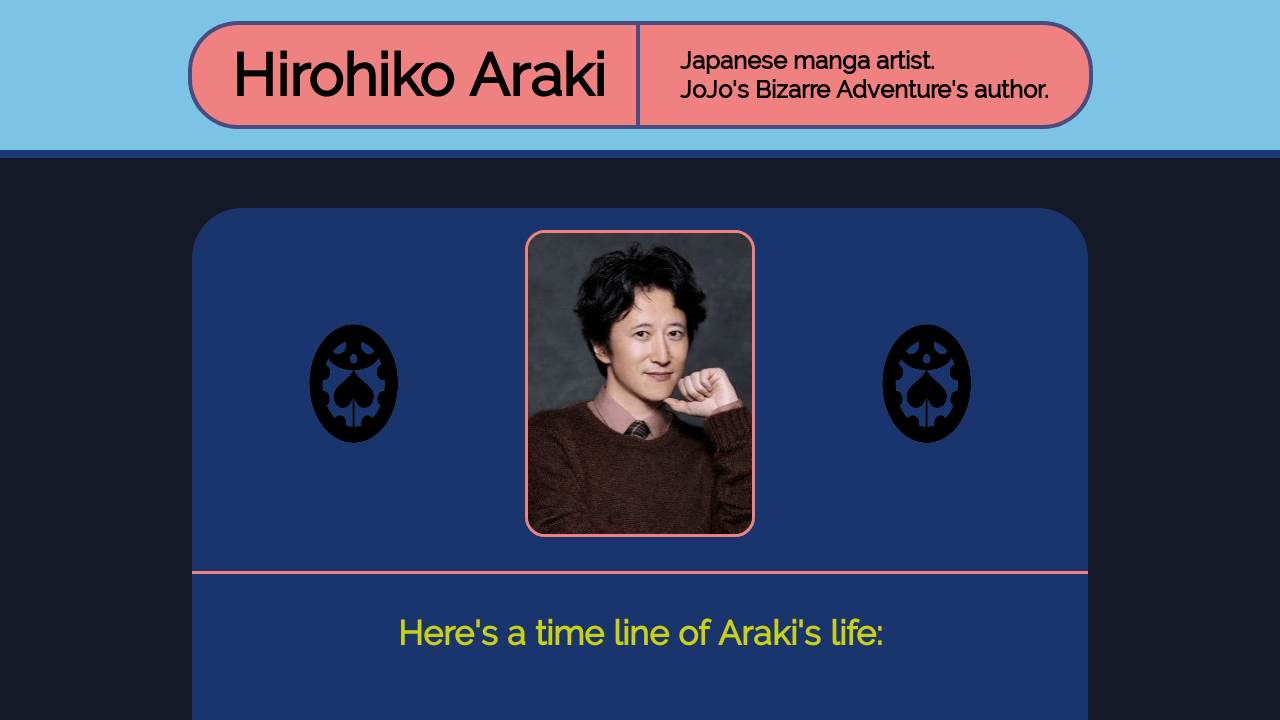 Hirohiko Araki
Japanese manga artist.
JoJo's Bizarre Adventure's author.
Here's a time line of Araki's life: